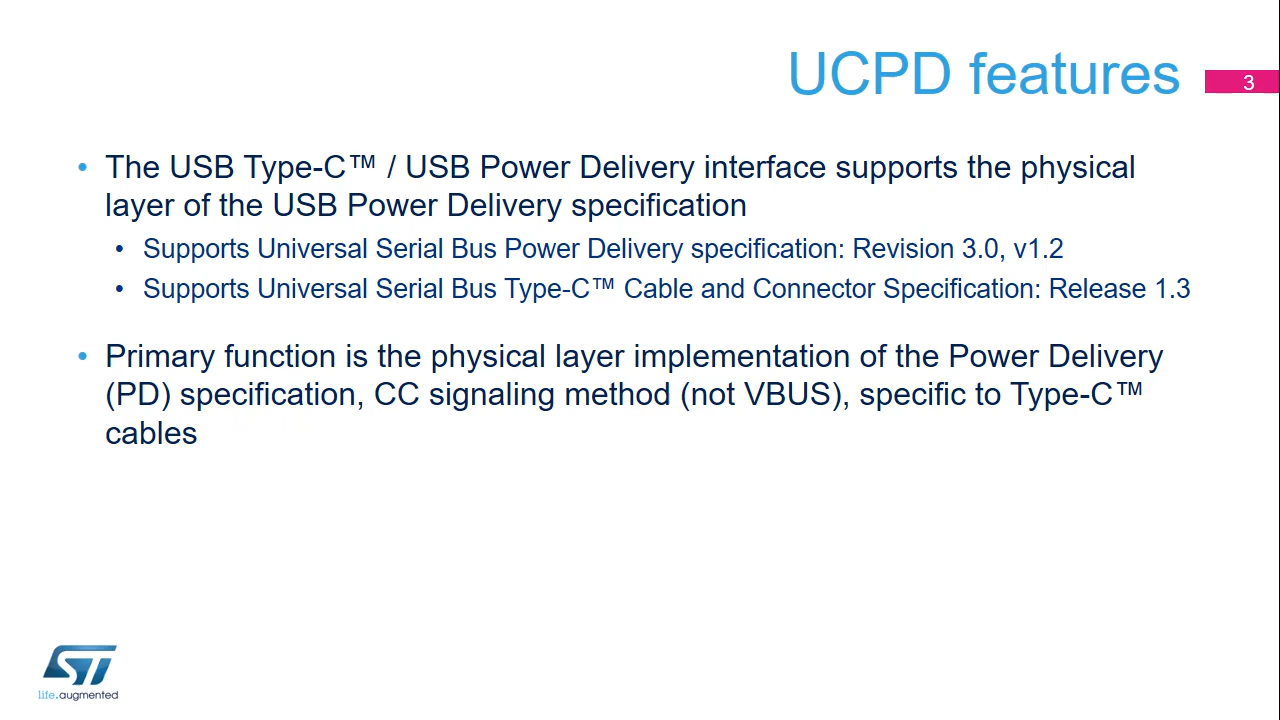 UCPD features
3
• The USB Type-C™ / USB Power Delivery interface supports the physical
layer of the USB Power Delivery specification
• Supports Universal Serial Bus Power Delivery specification: Revision 3.0, v1.2
• Supports Universal Serial Bus Type-C™ Cable and Connector Specification: Release 1.3
• Primary function is the physical layer implementation of the Power Delivery
(PD) specification, CC signaling method (not VBUS), specific to Type-C™
cables
ST
life.augmented